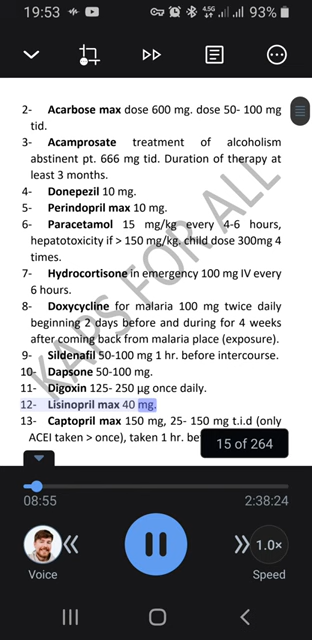 19:53
4.5G
93%
2- Acarbose max dose 600 mg. dose 50- 100 mg
tid.
3- Acamprosate treatment of alcoholism
abstinent pt. 666 mg tid. Duration of therapy at
least 3 months.
4- Donepezil 10 mg.
5- Perindopril max 10 mg.
6- Paracetamol 15 mg/kg every 4-6 hours,
hepatotoxicity if > 150 mg/kg. child dose 300mg 4
times.
7- Hydrocortisone in emergency 100 mg IV every
6 hours.
8- Doxycycline for malaria 100 mg twice daily
beginning 2 days before and during for 4 weeks
after coming back from malaria place (exposure).
9- Sildenafil 50-100 mg 1 hr. before intercourse.
10- Dapsone 50-100 mg.
11- Digoxin 125- 250 µg once daily.
12- Lisinopril max 40 mg.
13- Captopril max 150 mg, 25- 150 mg t.i.d (only
ACEI taken > once), taken 1 hr. be
KAPS FOR ALL
15 of 264
08:55
2:38:24
1.0×
Voice
Speed